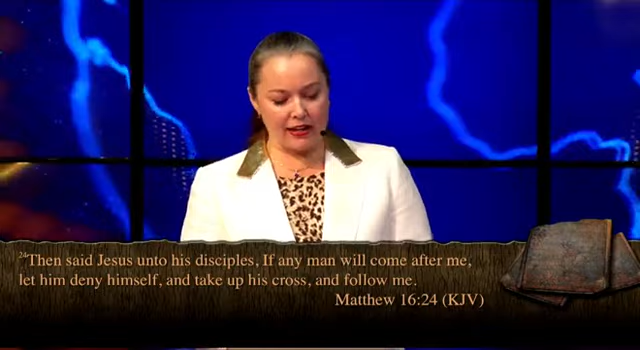 ²⁴Then said Jesus unto his disciples, If any man will come after me,
let him deny himself, and take up his cross, and follow me.
Matthew 16:24 (KJV)